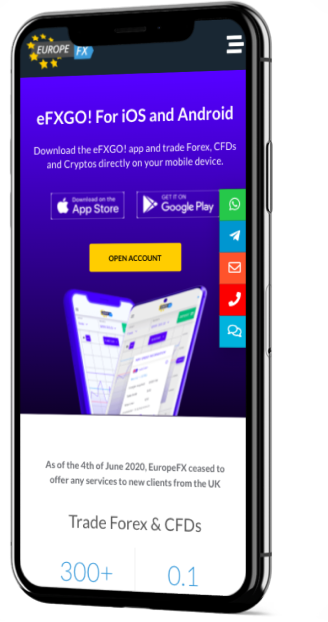 EUROPE FX
eFXGO! For iOS and Android
Download the eFXGO! app and trade Forex, CFDs
and Cryptos directly on your mobile device.
Download on the
App Store
GET IT ON
Google Play
OPEN ACCOUNT
As of the 4th of June 2020, EuropeFX ceased to
offer any services to new clients from the UK
Trade Forex & CFDs
300+ 0.1